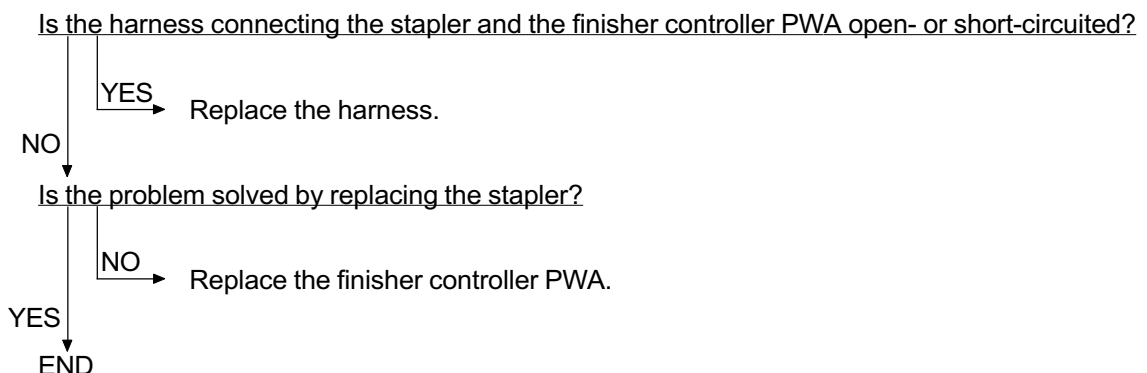 Is the harness connecting the stapler and the finisher controller PWA open- or short-circuited?
YES
Replace the harness.
NO
Is the problem solved by replacing the stapler?
NO
Replace the finisher controller PWA.
YES
END